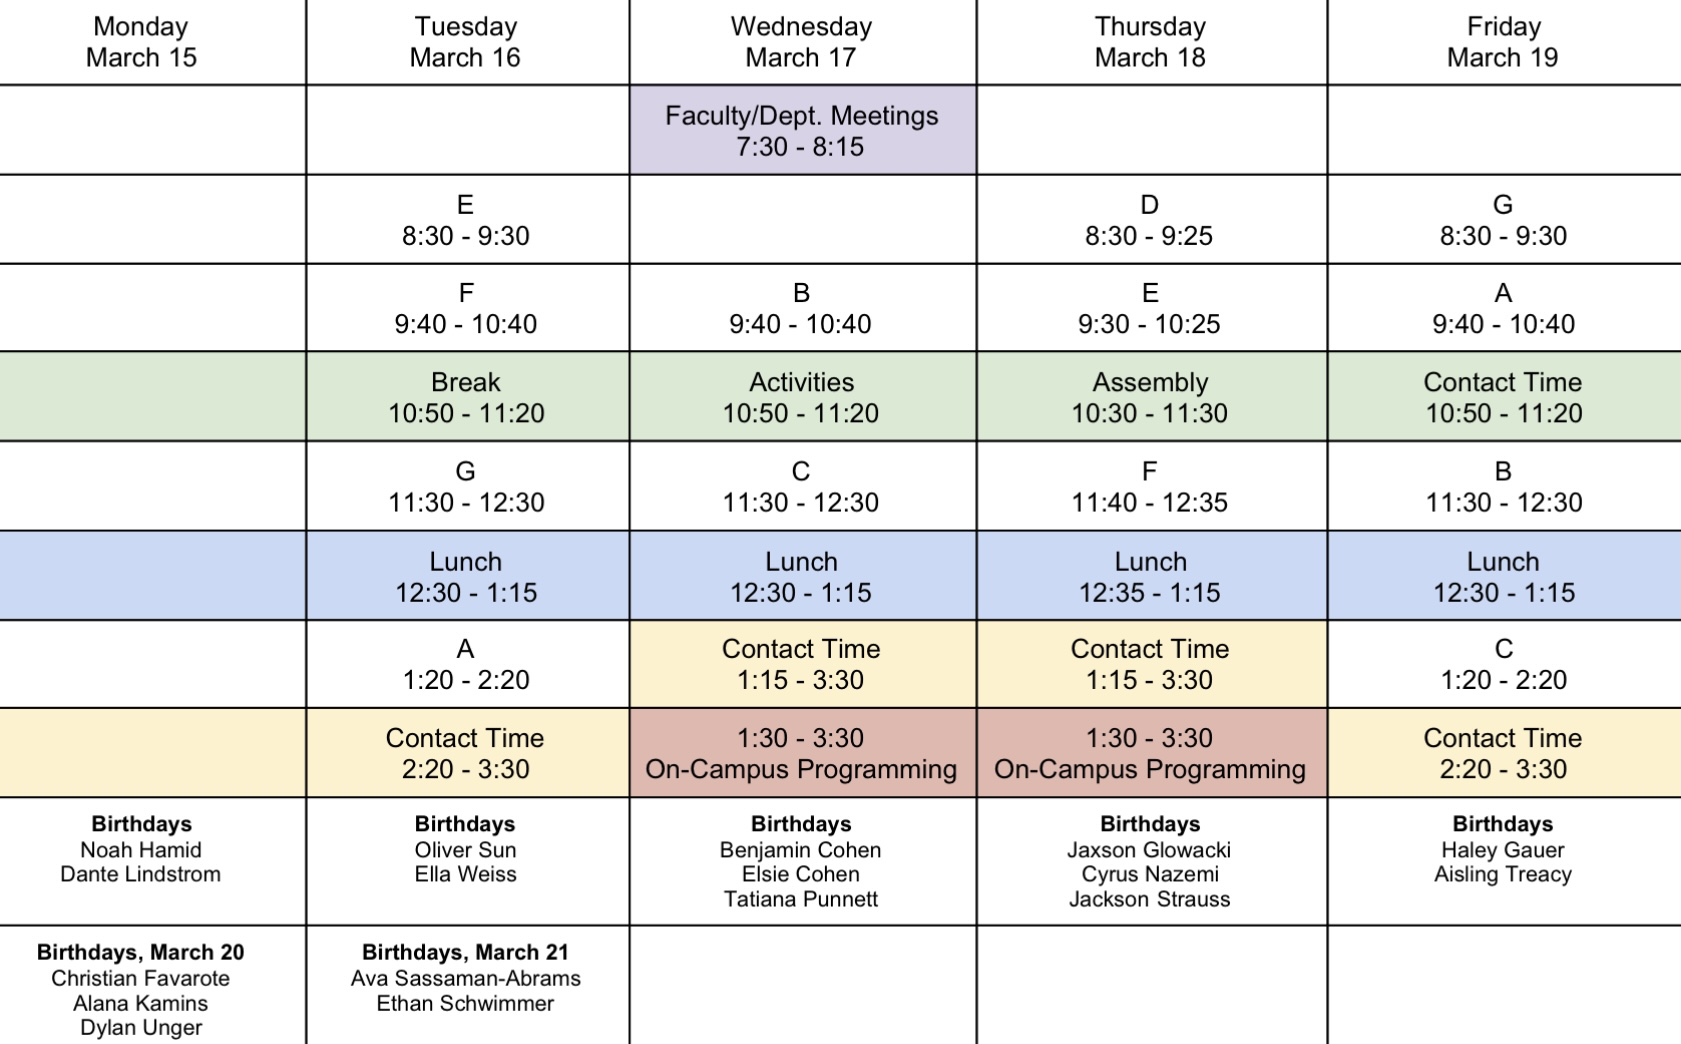 Monday
March 15
Tuesday
March 16
Wednesday
March 17
Thursday
March 18
Friday
March 19
Faculty/Dept. Meetings
7:30 - 8:15
E
8:30 - 9:30
D
8:30 - 9:25
G
8:30 - 9:30
F
9:40 - 10:40
B
9:40 - 10:40
E
9:30 - 10:25
A
9:40 - 10:40
Break
10:50 - 11:20
Activities
10:50 - 11:20
Assembly
10:30 - 11:30
Contact Time
10:50 - 11:20
G
11:30 - 12:30
C
11:30 - 12:30
F
11:40 - 12:35
B
11:30 - 12:30
Lunch
12:30 - 1:15
Lunch
12:30 - 1:15
Lunch
12:35 - 1:15
Lunch
12:30 - 1:15
A
1:20 - 2:20
Contact Time
1:15 - 3:30
Contact Time
1:15 - 3:30
C
1:20 - 2:20
Contact Time
2:20 - 3:30
1:30 - 3:30
On-Campus Programming
1:30 - 3:30
On-Campus Programming
Contact Time
2:20 - 3:30
Birthdays
Noah Hamid
Dante Lindstrom
Birthdays
Oliver Sun
Ella Weiss
Birthdays
Benjamin Cohen
Elsie Cohen
Tatiana Punnett
Birthdays
Jaxson Glowacki
Cyrus Nazemi
Jackson Strauss
Birthdays
Haley Gauer
Aisling Treacy
Birthdays, March 20
Christian Favarote
Alana Kamins
Dylan Unger
Birthdays, March 21
Ava Sassaman-Abrams
Ethan Schwimmer